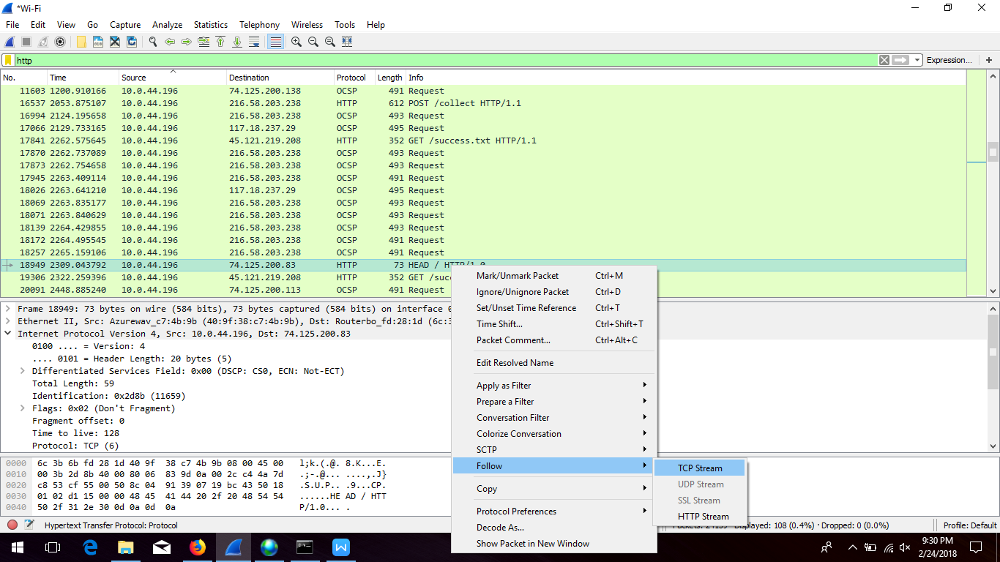 *Wi-Fi
File Edit View Go Capture Analyze Statistics Telephony Wireless Tools Help
http Expression... +
No. Time Source Destination Protocol Length Info
11603 1200.910166 10.0.44.196 74.125.200.138 OCSP 491 Request
16537 2053.875107 10.0.44.196 216.58.203.238 HTTP 612 POST /collect HTTP/1.1
16994 2124.195658 10.0.44.196 216.58.203.238 OCSP 493 Request
17066 2129.733165 10.0.44.196 117.18.237.29 OCSP 495 Request
17841 2262.575645 10.0.44.196 45.121.219.208 HTTP 352 GET /success.txt HTTP/1.1
17870 2262.737089 10.0.44.196 216.58.203.238 OCSP 493 Request
17873 2262.754658 10.0.44.196 216.58.203.238 OCSP 493 Request
17945 2263.409114 10.0.44.196 216.58.203.238 OCSP 491 Request
18026 2263.641210 10.0.44.196 117.18.237.29 OCSP 495 Request
18069 2263.835177 10.0.44.196 216.58.203.238 OCSP 493 Request
18071 2263.840629 10.0.44.196 216.58.203.238 OCSP 493 Request
18139 2264.429855 10.0.44.196 216.58.203.238 OCSP 491 Request
18172 2264.495545 10.0.44.196 216.58.203.238 OCSP 491 Request
18257 2265.159106 10.0.44.196 216.58.203.238 OCSP 491 Request
18949 2309.043792 10.0.44.196 74.125.200.83 HTTP 73 HEAD / HTTP/1.0
19306 2322.259396 10.0.44.196 45.121.219.208 HTTP 352 GET /suc
20091 2448.885240 10.0.44.196 74.125.200.113 OCSP 491 Request
Mark/Unmark Packet Ctrl+M
Ignore/Unignore Packet Ctrl+D
Set/Unset Time Reference Ctrl+T
Time Shift... Ctrl+Shift+T
Packet Comment... Ctrl+Alt+C
Edit Resolved Name
Apply as Filter
Prepare a Filter
Conversation Filter
Colorize Conversation
SCTP
Follow
Copy
Protocol Preferences
Decode As...
Show Packet in New Window
TCP Stream
UDP Stream
SSL Stream
HTTP Stream
Frame 18949: 73 bytes on wire (584 bits), 73 bytes captured (584 bits) on interface 0
Ethernet II, Src: Azurewav_c7:4b:9b (40:9f:38:c7:4b:9b), Dst: Routerbo_fd:28:1d (6c:3
Internet Protocol Version 4, Src: 10.0.44.196, Dst: 74.125.200.83
0100 .... = Version: 4
.... 0101 = Header Length: 20 bytes (5)
Differentiated Services Field: 0x00 (DSCP: CS0, ECN: Not-ECT)
Total Length: 59
Identification: 0x2d8b (11659)
Flags: 0x02 (Don't Fragment)
Fragment offset: 0
Time to live: 128
Protocol: TCP (6)
0000 6c 3b 6b fd 28 1d 40 9f 38 c7 4b 9b 08 00 45 00 l;k.(.@. 8.K...E.
0010 00 3b 2d 8b 40 00 80 06 83 9d 0a 00 2c c4 4a 7d .;-.@... ....,.J}
0020 c8 53 cf 55 00 50 8c 04 91 39 07 19 bc 43 50 18 .S.U.P.. .9...CP.
0030 01 02 d1 15 00 00 48 45 41 44 20 2f 20 48 54 54 ......HE AD / HTT
0040 50 2f 31 2e 30 0d 0a 0d 0a P/1.0... .
Hypertext Transfer Protocol: Protocol
Displayed: 108 (0.4%) · Dropped: 0 (0.0%) Profile: Default
9:30 PM
2/24/2018